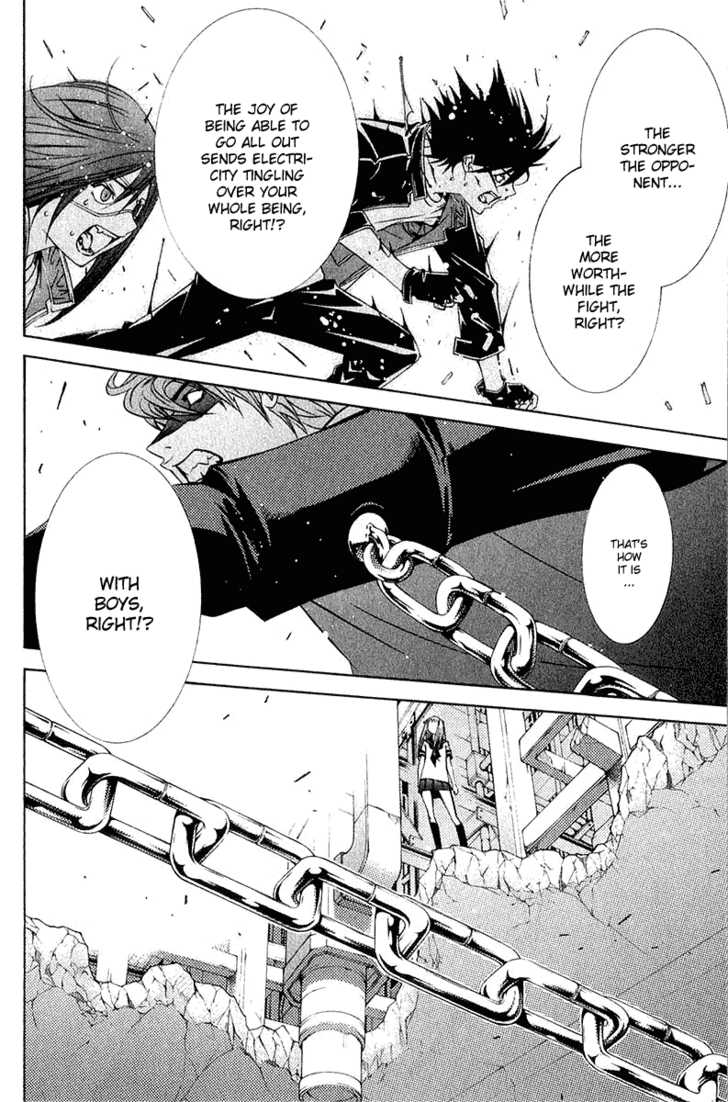 THE
STRONGER
THE OPPO-
NENT...
THE
MORE
WORTH-
WHILE THE
FIGHT,
RIGHT?
THE JOY OF
BEING ABLE TO
GO ALL OUT
SENDS ELECTRI-
CITY TINGLING
OVER YOUR
WHOLE BEING,
RIGHT!?
THAT'S
HOW
IT IS
...
WITH
BOYS,
RIGHT!?